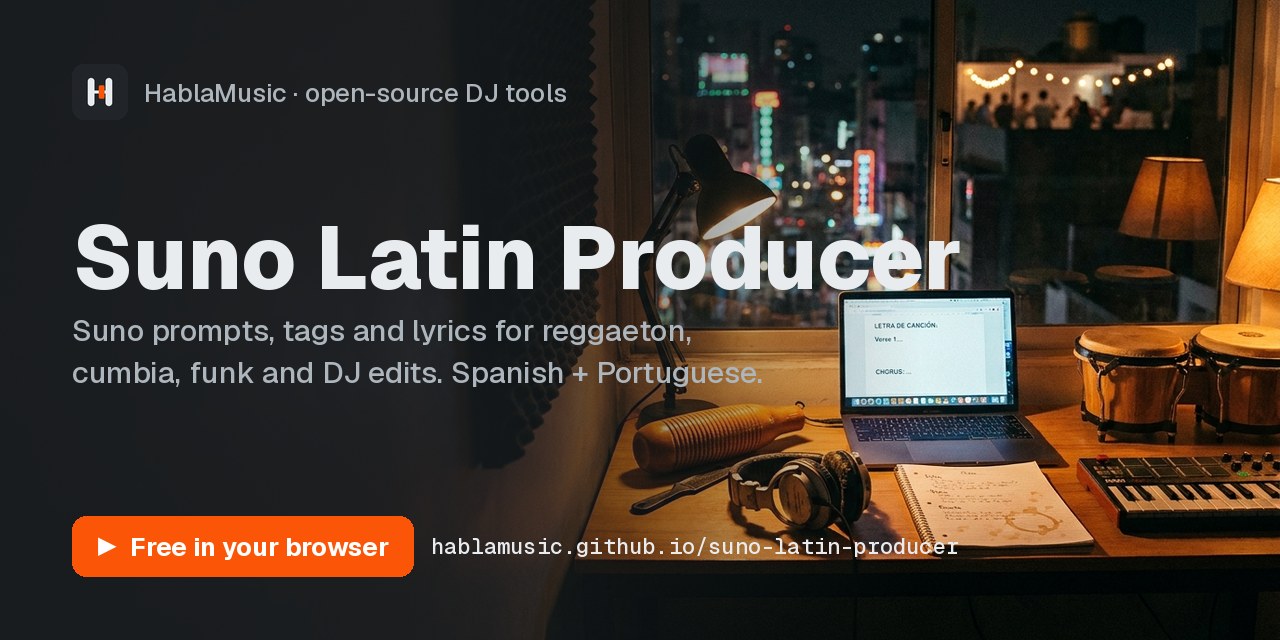 HablaMusic · open-source DJ tools
Suno Latin Producer
Suno prompts, tags and lyrics for reggaeton,
cumbia, funk and DJ edits. Spanish + Portuguese.
LETRA DE CANCIÓN:
Verse 1...
CHORUS: ...
Free in your browser
hablamusic.github.io/suno-latin-producer